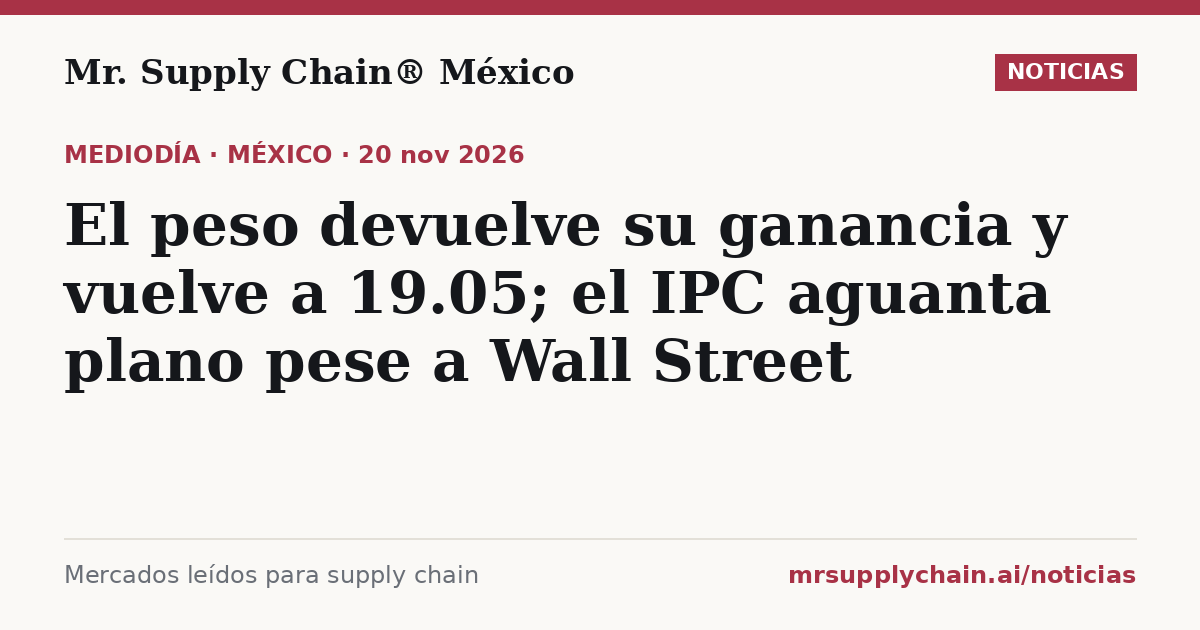 Mr. Supply Chain® México
NOTICIAS
MEDIODÍA · MÉXICO · 20 nov 2026
El peso devuelve su ganancia y
vuelve a 19.05; el IPC aguanta
plano pese a Wall Street
Mercados leídos para supply chain
mrsupplychain.ai/noticias